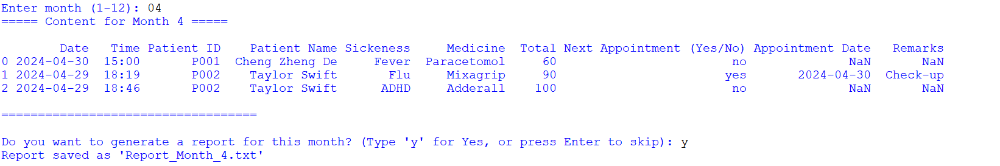 Enter month (1-12): 04
===== Content for Month 4 =====
Date Time Patient ID Patient Name Sickeness Medicine Total Next Appointment (Yes/No) Appointment Date Remarks
0 2024-04-30 15:00 P001 Cheng Zheng De Fever Paracetomol 60 no NaN NaN
1 2024-04-29 18:19 P002 Taylor Swift Flu Mixagrip 90 yes 2024-04-30 Check-up
2 2024-04-29 18:46 P002 Taylor Swift ADHD Adderall 100 no NaN NaN
===================================
Do you want to generate a report for this month? (Type 'y' for Yes, or press Enter to skip): y
Report saved as 'Report_Month_4.txt'